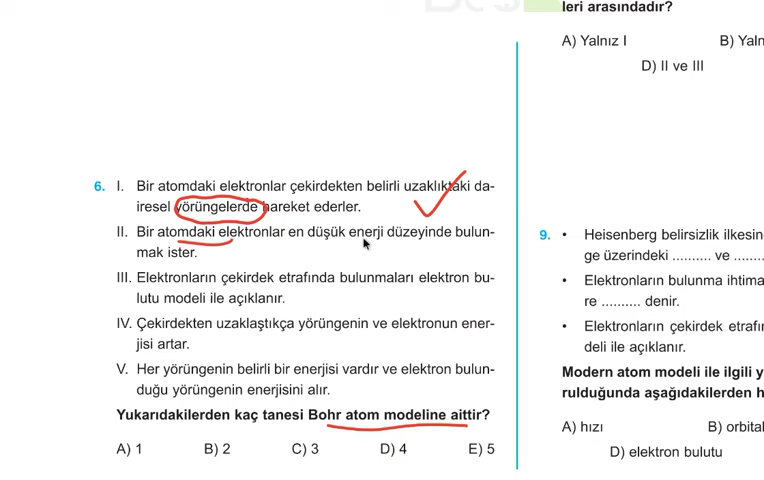 6. I. Bir atomdaki elektronlar çekirdekten belirli uzaklıktaki da-
iresel yörüngelerde hareket ederler.
II. Bir atomdaki elektronlar en düşük enerji düzeyinde bulun-
mak ister.
III. Elektronların çekirdek etrafında bulunmaları elektron bu-
lutu modeli ile açıklanır.
IV. Çekirdekten uzaklaştıkça yörüngenin ve elektronun ener-
jisi artar.
V. Her yörüngenin belirli bir enerjisi vardır ve elektron bulun-
duğu yörüngenin enerjisini alır.
Yukarıdakilerden kaç tanesi Bohr atom modeline aittir?
A) 1 B) 2 C) 3 D) 4 E) 5
leri arasındadır?
A) Yalnız I B) Yaln
D) II ve III
9. • Heisenberg belirsizlik ilkesin
ge üzerindeki .......... ve ........
• Elektronların bulunma ihtima
re .......... denir.
• Elektronların çekirdek etrafı
deli ile açıklanır.
Modern atom modeli ile ilgili y
rulduğunda aşağıdakilerden h
A) hızı B) orbital
D) elektron bulutu